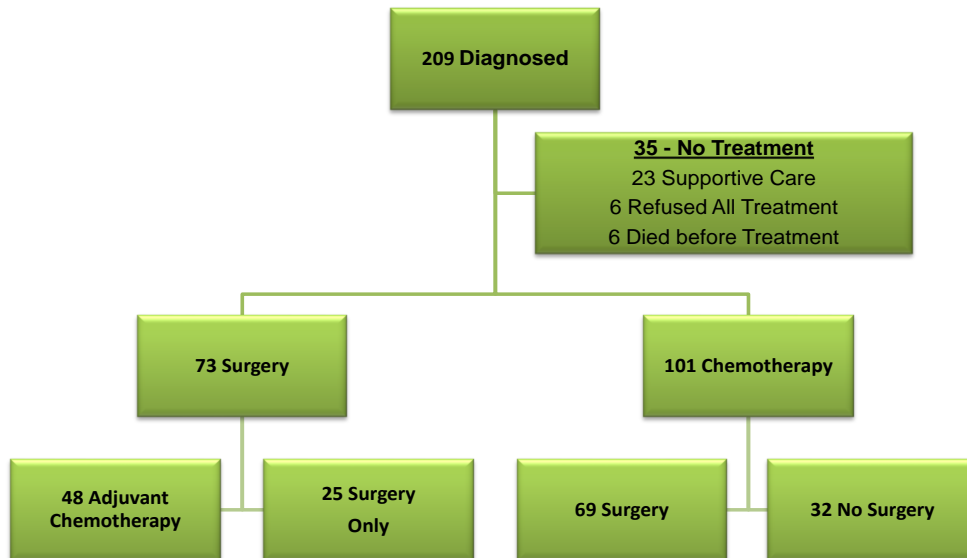 209 Diagnosed
35 - No Treatment
23 Supportive Care
6 Refused All Treatment
6 Died before Treatment
73 Surgery
101 Chemotherapy
48 Adjuvant
Chemotherapy
25 Surgery
Only
69 Surgery
32 No Surgery